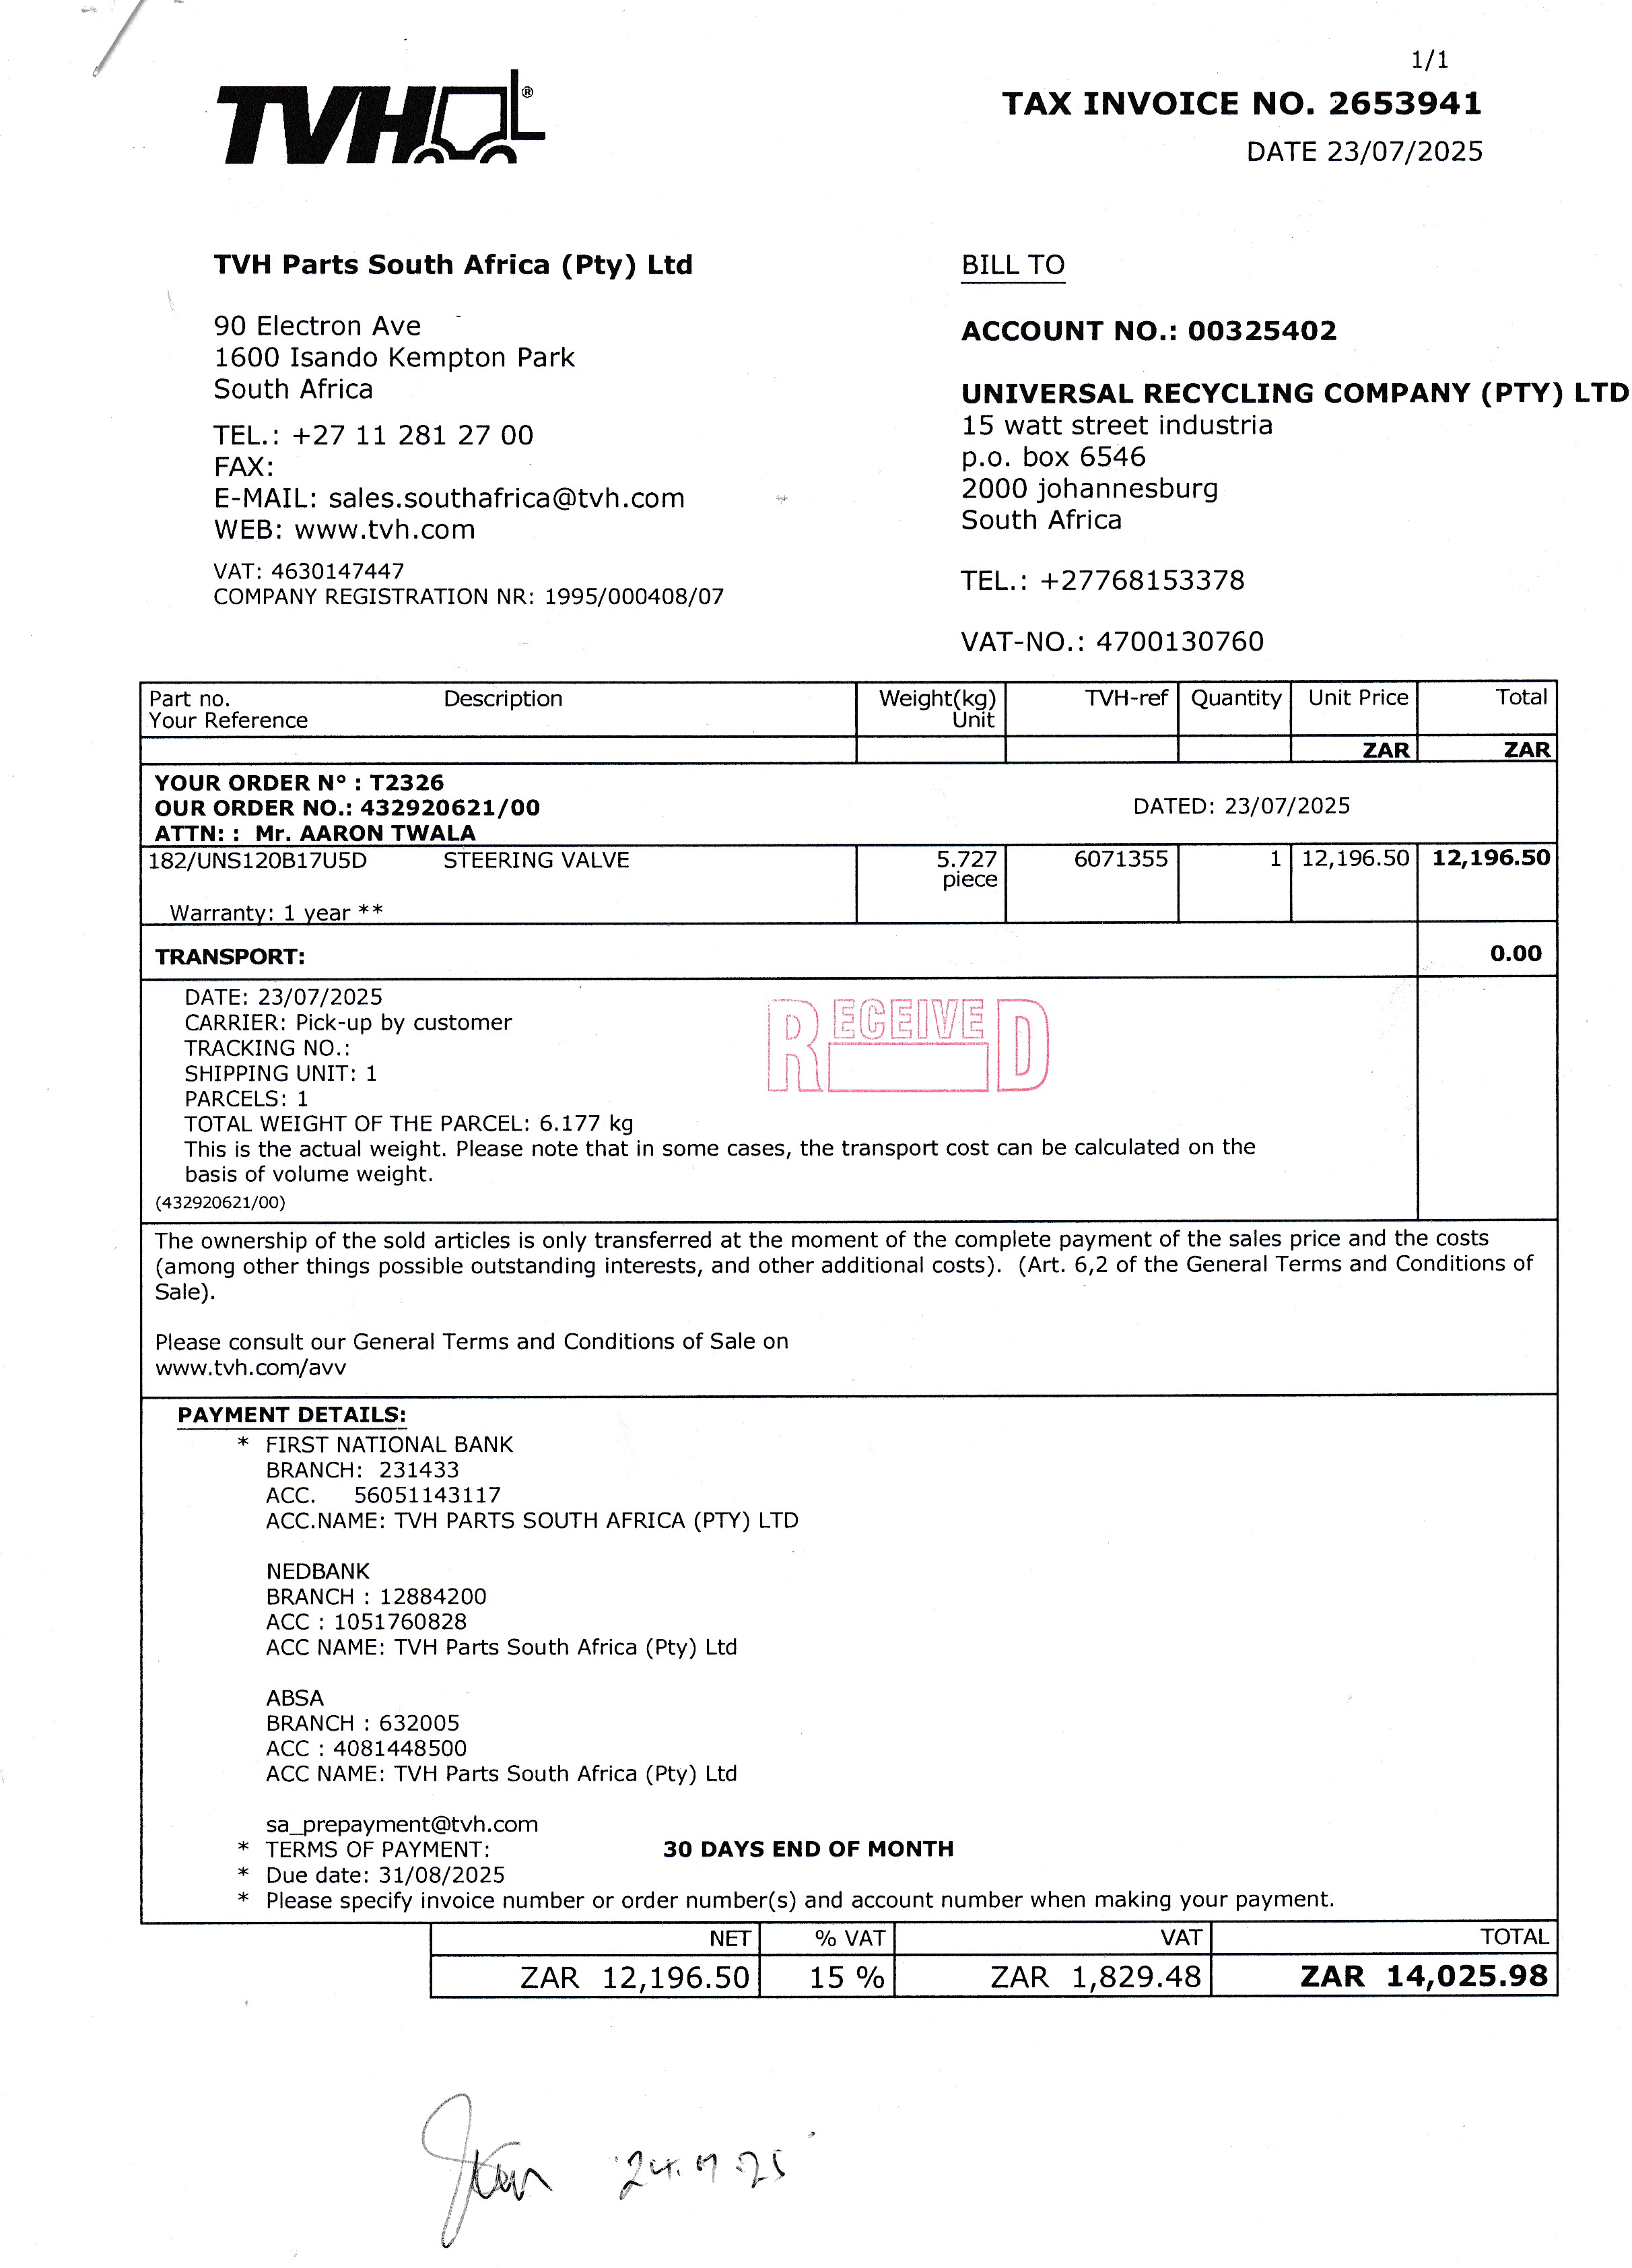 1/1
TVH®
TAX INVOICE NO. 2653941
DATE 23/07/2025
TVH Parts South Africa (Pty) Ltd
90 Electron Ave
1600 Isando Kempton Park
South Africa
TEL.: +27 11 281 27 00
FAX:
E-MAIL: sales.southafrica@tvh.com
WEB: www.tvh.com
VAT: 4630147447
COMPANY REGISTRATION NR: 1995/000408/07
BILL TO
ACCOUNT NO.: 00325402
UNIVERSAL RECYCLING COMPANY (PTY) LTD
15 watt street industria
p.o. box 6546
2000 johannesburg
South Africa
TEL.: +27768153378
VAT-NO.: 4700130760
Part no. Description Weight(kg) TVH-ref Quantity Unit Price Total
Your Reference Unit
ZAR ZAR
YOUR ORDER N° : T2326
OUR ORDER NO.: 432920621/00 DATED: 23/07/2025
ATTN: : Mr. AARON TWALA
182/UNS120B17U5D STEERING VALVE 5.727 6071355 1 12,196.50 12,196.50
piece
Warranty: 1 year **
TRANSPORT: 0.00
DATE: 23/07/2025
CARRIER: Pick-up by customer
TRACKING NO.:
SHIPPING UNIT: 1
PARCELS: 1
TOTAL WEIGHT OF THE PARCEL: 6.177 kg
This is the actual weight. Please note that in some cases, the transport cost can be calculated on the
basis of volume weight.
(432920621/00)
RECEIVED
The ownership of the sold articles is only transferred at the moment of the complete payment of the sales price and the costs
(among other things possible outstanding interests, and other additional costs). (Art. 6,2 of the General Terms and Conditions of
Sale).
Please consult our General Terms and Conditions of Sale on
www.tvh.com/avv
PAYMENT DETAILS:
* FIRST NATIONAL BANK
BRANCH: 231433
ACC. 56051143117
ACC.NAME: TVH PARTS SOUTH AFRICA (PTY) LTD
NEDBANK
BRANCH : 12884200
ACC : 1051760828
ACC NAME: TVH Parts South Africa (Pty) Ltd
ABSA
BRANCH : 632005
ACC : 4081448500
ACC NAME: TVH Parts South Africa (Pty) Ltd
sa_prepayment@tvh.com
* TERMS OF PAYMENT: 30 DAYS END OF MONTH
* Due date: 31/08/2025
* Please specify invoice number or order number(s) and account number when making your payment.
NET % VAT VAT TOTAL
ZAR 12,196.50 15 % ZAR 1,829.48 ZAR 14,025.98